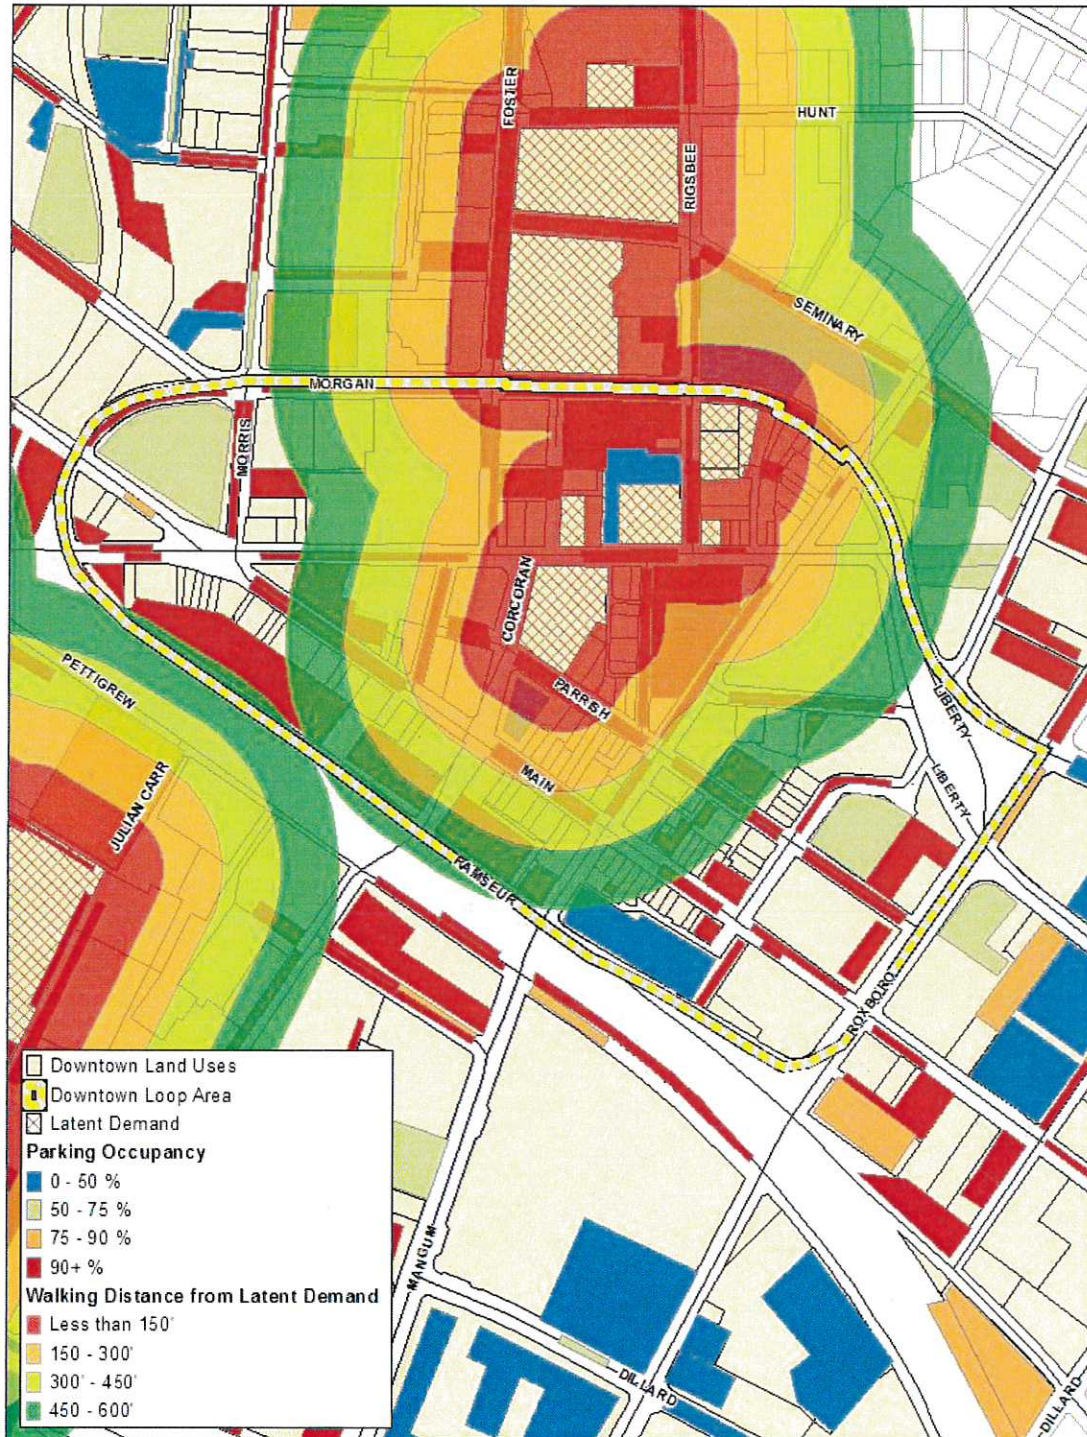 FOSTER
HUNT
RIGSBEE
SEMINARY
MORGAN
MORRIS
CORCORAN
PARRISH
PETTIGREW
MAIN
LIBERTY
LIBERTY
JULIAN CARR
RAMSEUR
ROXBORO
MANGUM
DILLARD
DILLARD
Downtown Land Uses
Downtown Loop Area
Latent Demand
Parking Occupancy
0 - 50 %
50 - 75 %
75 - 90 %
90+ %
Walking Distance from Latent Demand
Less than 150'
150 - 300'
300' - 450'
450 - 600'